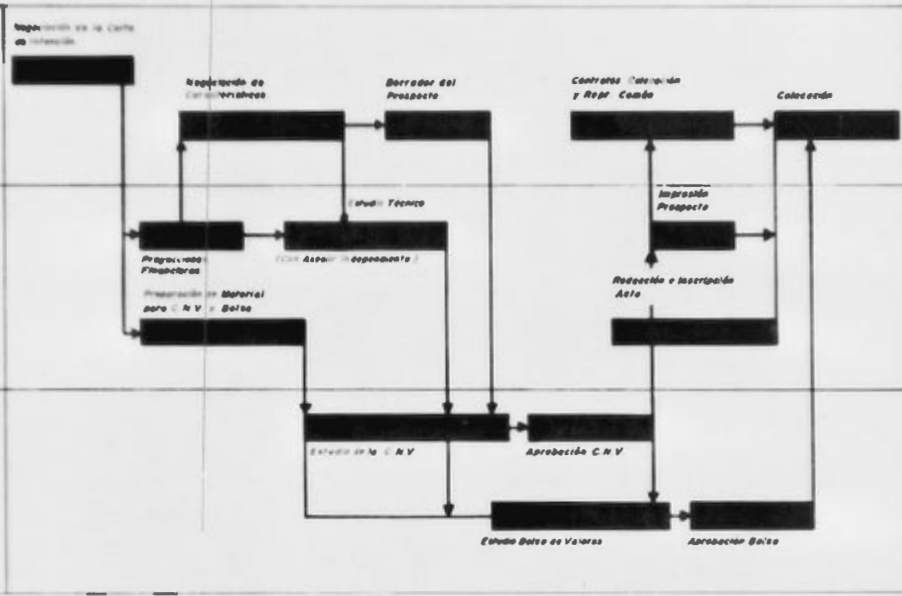 Negociación de la Carta
de Intención
Negociación de
Características
Borrador del
Prospecto
Contratos Colocación
y Repr. Común
Colocación
Estudio Técnico
(Con Asesor Independiente)
Impresión
Prospecto
Proyecciones
Financieras
Preparación de Material
para C.N.V. y Bolsa
Redacción e Inscripción
Acta
Estudio de la C.N.V.
Aprobación C.N.V.
Estudio Bolsa de Valores
Aprobación Bolsa